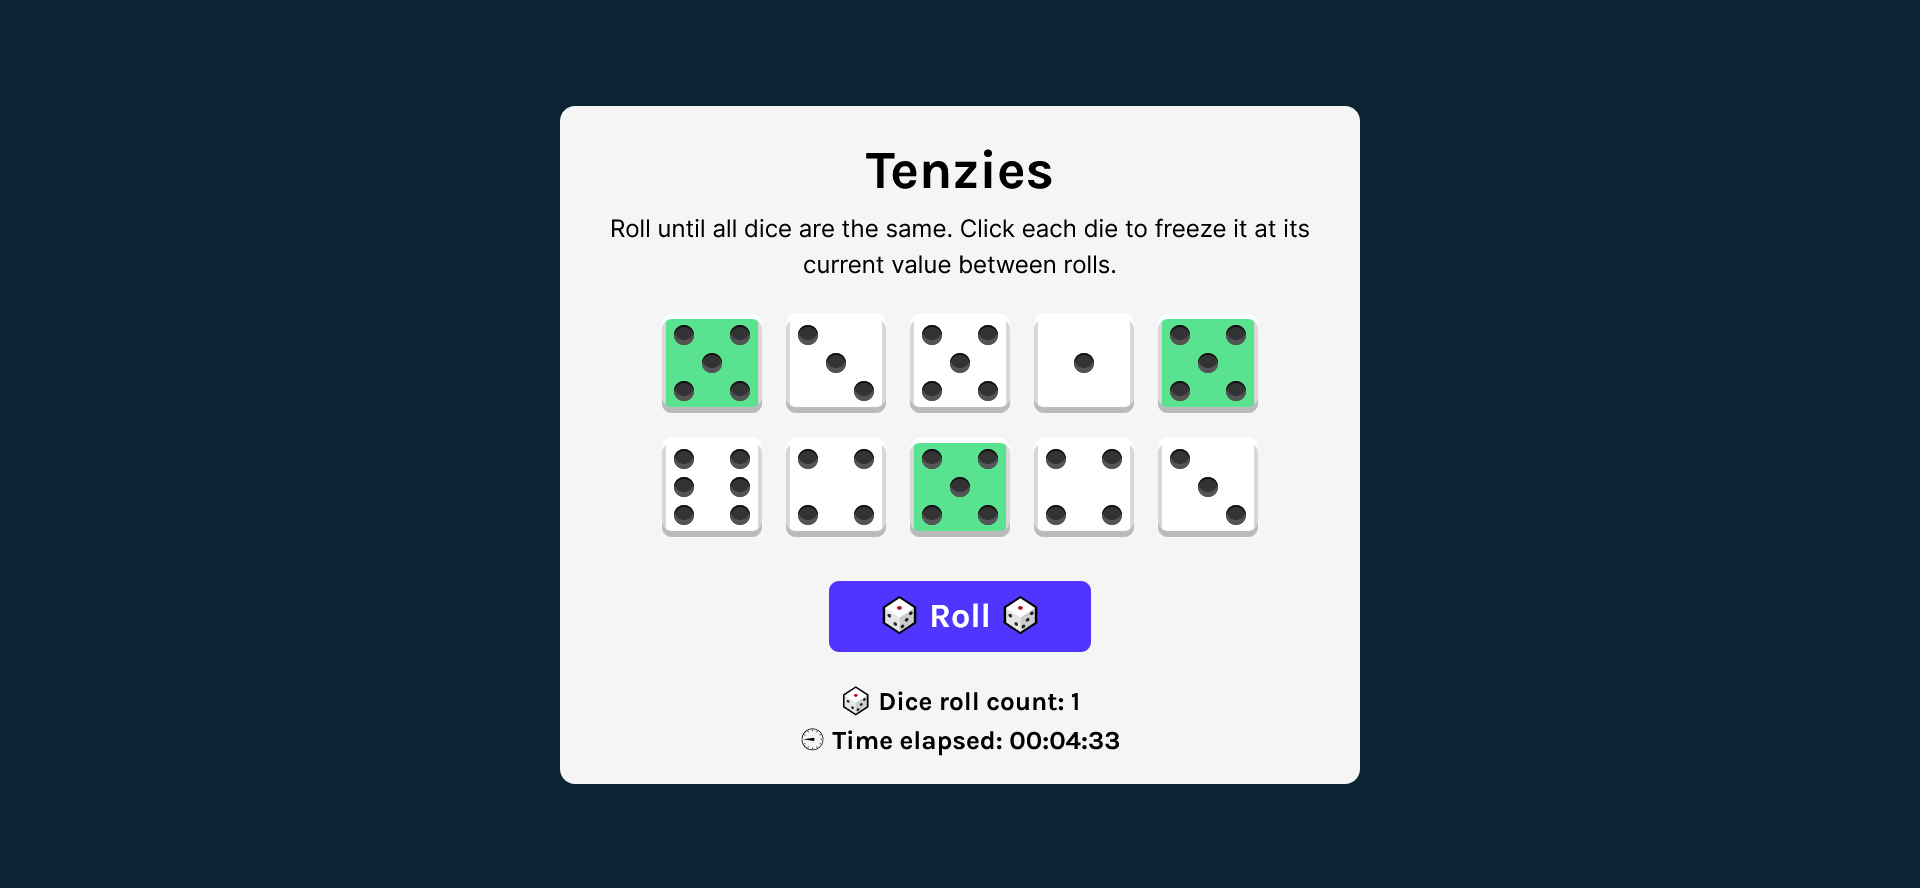 Tenzies
Roll until all dice are the same. Click each die to freeze it at its
current value between rolls.
Roll
Dice roll count: 1
Time elapsed: 00:04:33